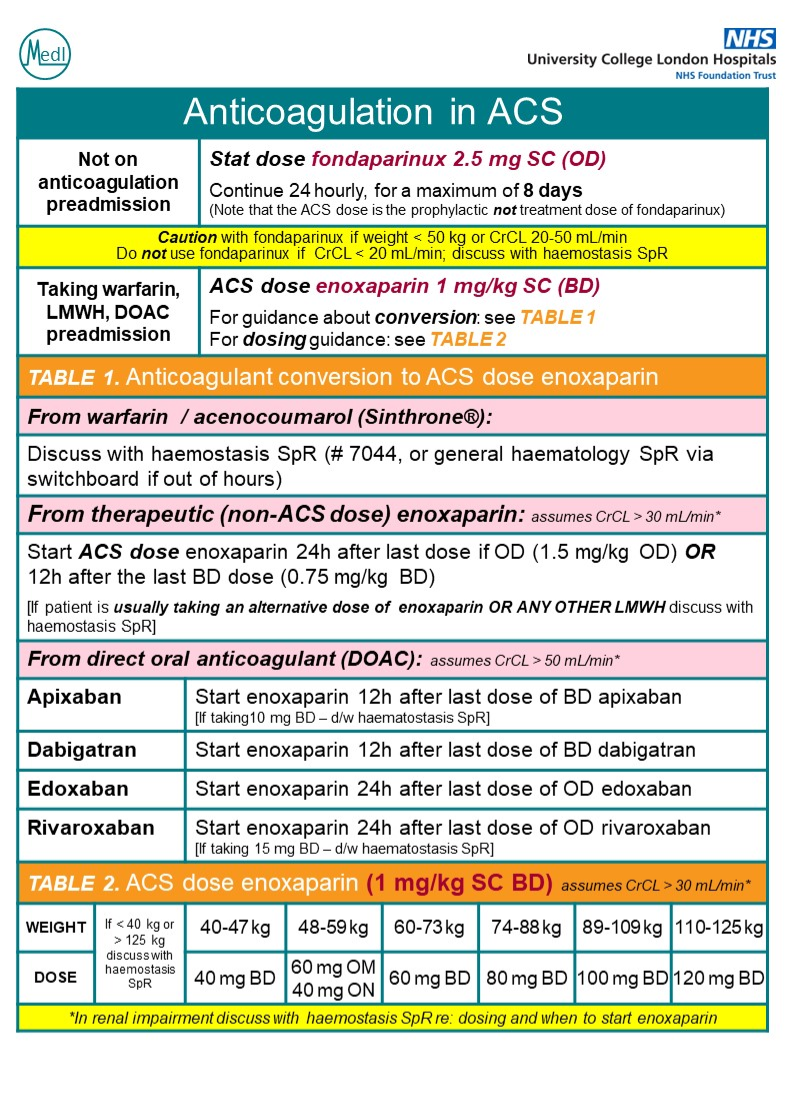 MedI
NHS
University College London Hospitals
NHS Foundation Trust
Anticoagulation in ACS
Not on
anticoagulation
preadmission
Stat dose fondaparinux 2.5 mg SC (OD)
Continue 24 hourly, for a maximum of 8 days
(Note that the ACS dose is the prophylactic not treatment dose of fondaparinux)
Caution with fondaparinux if weight < 50 kg or CrCL 20-50 mL/min
Do not use fondaparinux if CrCL < 20 mL/min; discuss with haemostasis SpR
Taking warfarin,
LMWH, DOAC
preadmission
ACS dose enoxaparin 1 mg/kg SC (BD)
For guidance about conversion: see TABLE 1
For dosing guidance: see TABLE 2
TABLE 1. Anticoagulant conversion to ACS dose enoxaparin
From warfarin / acenocoumarol (Sinthrone®):
Discuss with haemostasis SpR (# 7044, or general haematology SpR via
switchboard if out of hours)
From therapeutic (non-ACS dose) enoxaparin: assumes CrCL > 30 mL/min*
Start ACS dose enoxaparin 24h after last dose if OD (1.5 mg/kg OD) OR
12h after the last BD dose (0.75 mg/kg BD)
[If patient is usually taking an alternative dose of enoxaparin OR ANY OTHER LMWH discuss with
haemostasis SpR]
From direct oral anticoagulant (DOAC): assumes CrCL > 50 mL/min*
Apixaban
Start enoxaparin 12h after last dose of BD apixaban
[If taking10 mg BD – d/w haematostasis SpR]
Dabigatran
Start enoxaparin 12h after last dose of BD dabigatran
Edoxaban
Start enoxaparin 24h after last dose of OD edoxaban
Rivaroxaban
Start enoxaparin 24h after last dose of OD rivaroxaban
[If taking 15 mg BD – d/w haematostasis SpR]
TABLE 2. ACS dose enoxaparin (1 mg/kg SC BD) assumes CrCL > 30 mL/min*
WEIGHT
If < 40 kg or
> 125 kg
discuss with
haemostasis
SpR
40-47 kg
48-59 kg
60-73 kg
74-88 kg
89-109 kg
110-125 kg
DOSE
40 mg BD
60 mg OM
40 mg ON
60 mg BD
80 mg BD
100 mg BD
120 mg BD
*In renal impairment discuss with haemostasis SpR re: dosing and when to start enoxaparin